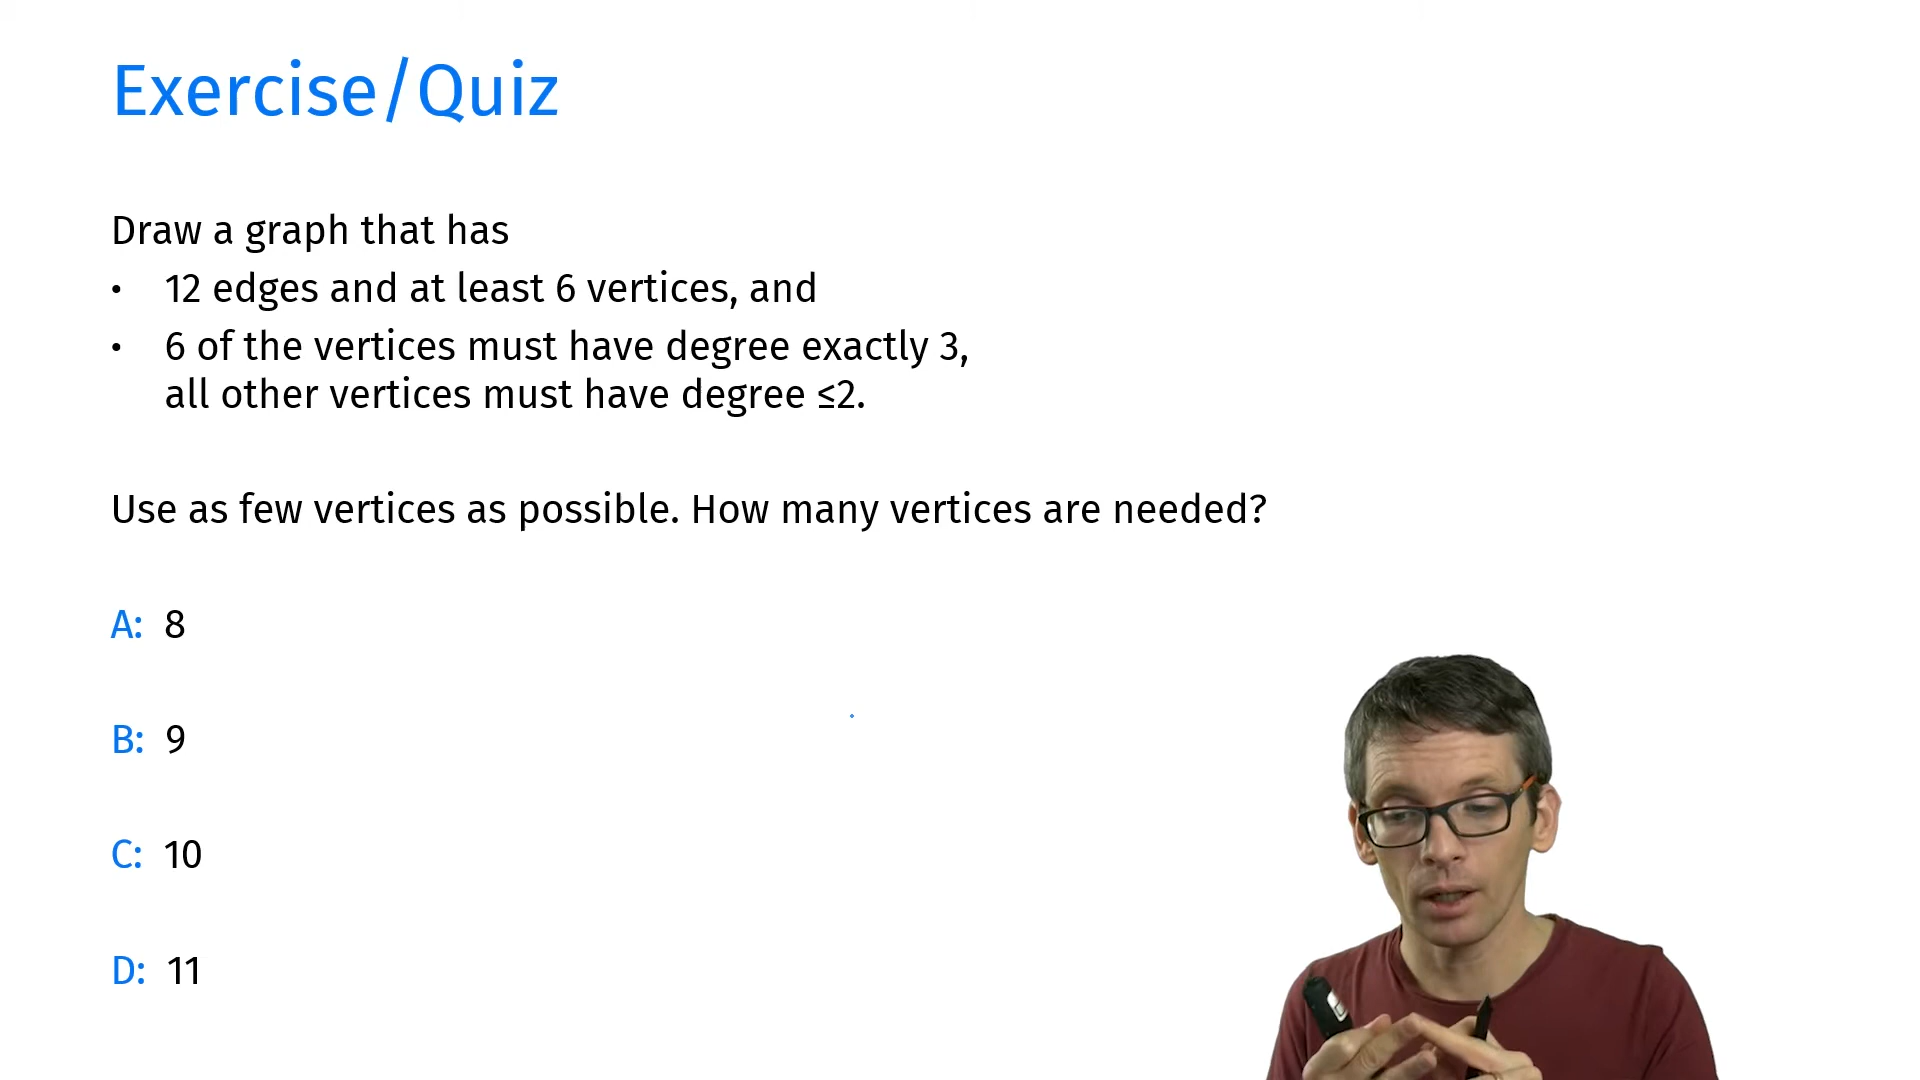 Exercise/Quiz
Draw a graph that has
• 12 edges and at least 6 vertices, and
• 6 of the vertices must have degree exactly 3,
all other vertices must have degree ≤2.
Use as few vertices as possible. How many vertices are needed?
A: 8
B: 9
C: 10
D: 11